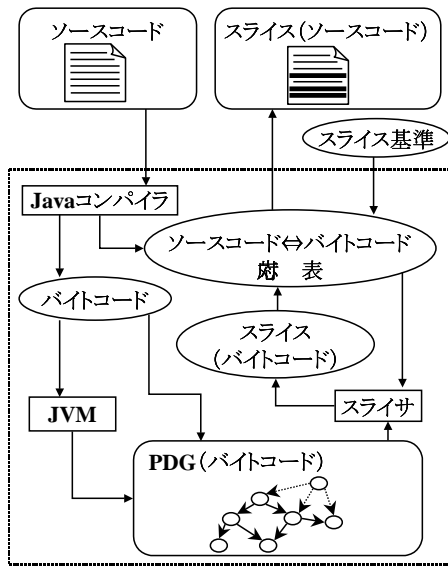 ソースコード
スライス(ソースコード)
スライス基準
Javaコンパイラ
ソースコード⇔バイトコード
対応表
バイトコード
スライス
(バイトコード)
スライサ
JVM
PDG(バイトコード)